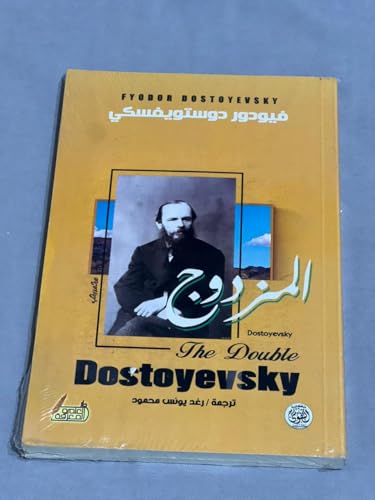 FYODOR DOSTOYEVSKY
فيودور دوستويفسكي
المزدوج
Dostoyevsky
The Double
Dostoyevsky
ترجمة / رغد يونس محمود